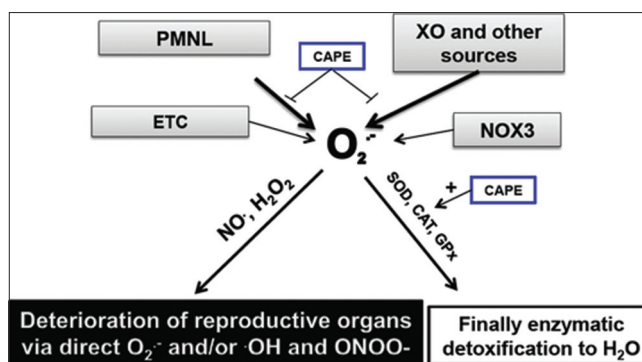 PMNL
CAPE
XO and other
sources
ETC
O₂·-
NOX3
NO·, H₂O₂
SOD, CAT, GPx
+
CAPE
Deterioration of reproductive organs
via direct O₂·- and/or ·OH and ONOO-
Finally enzymatic
detoxification to H₂O